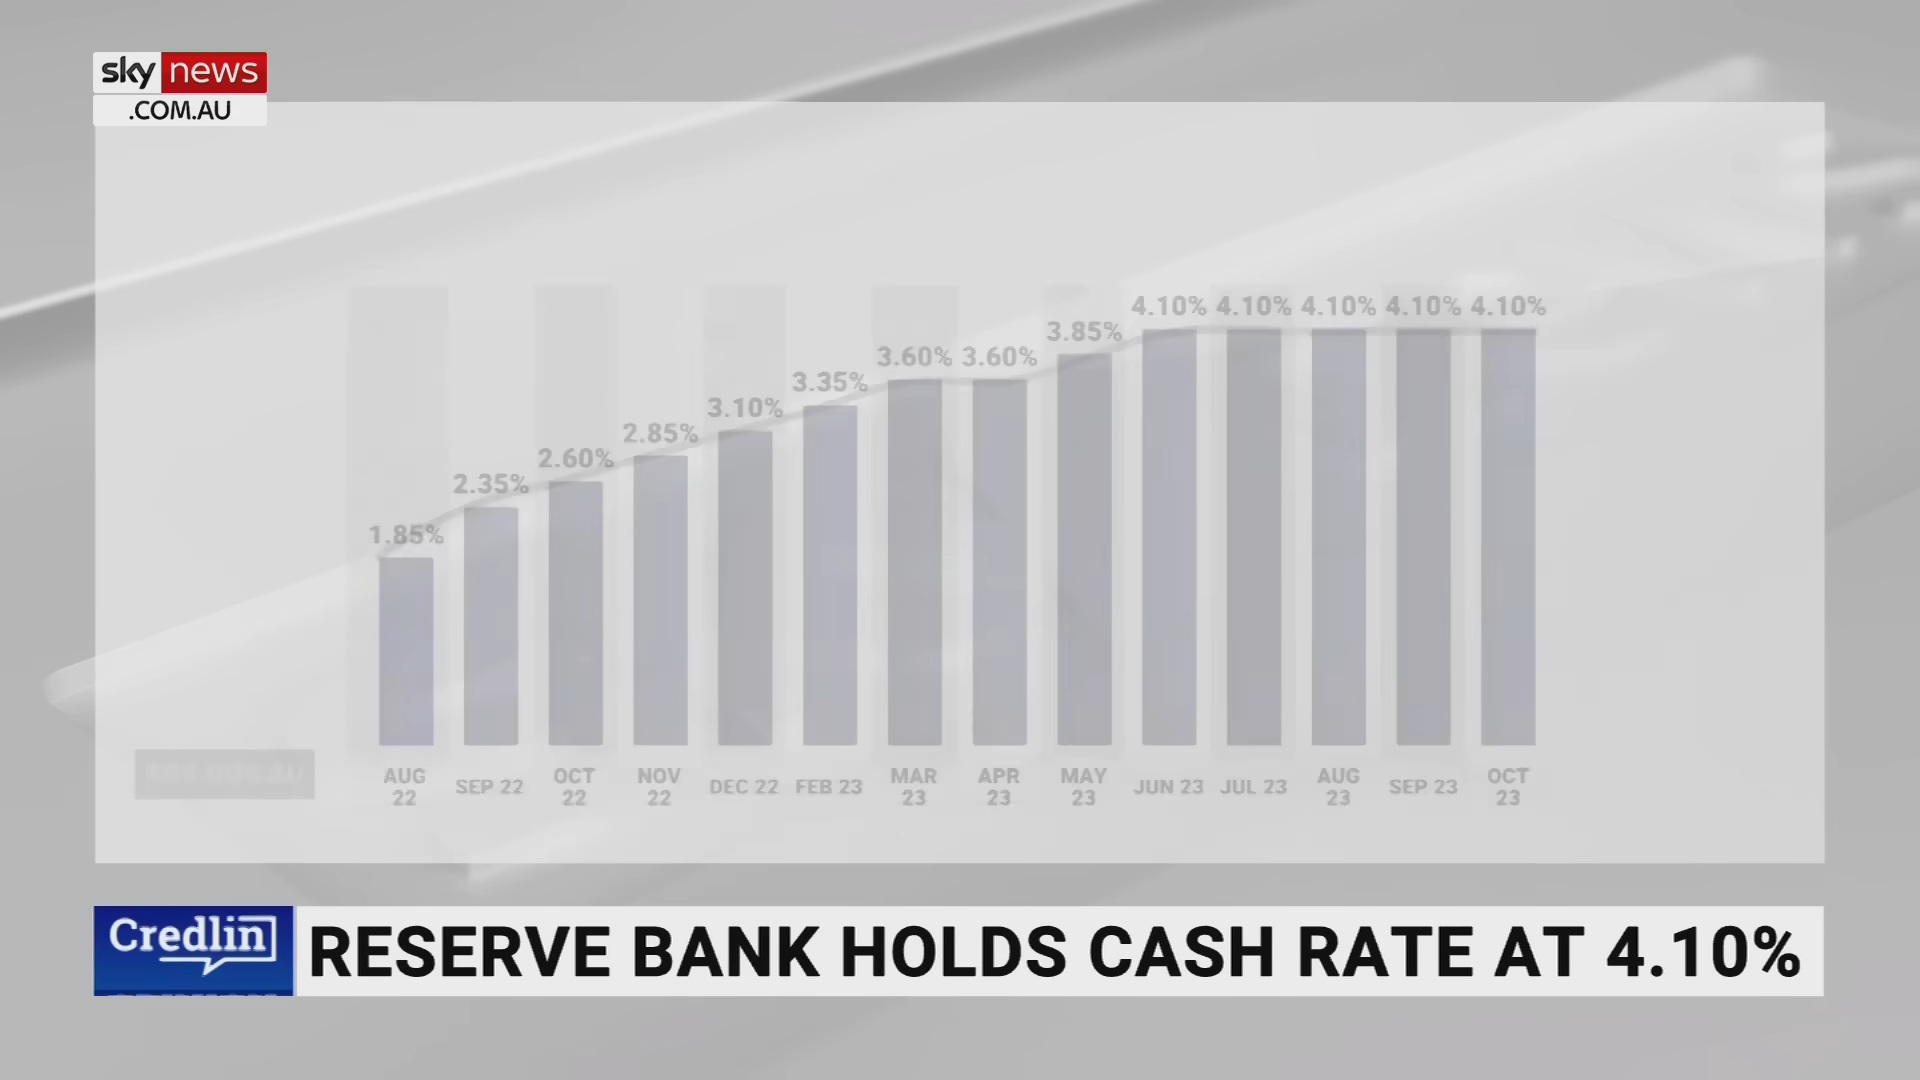 sky news
.COM.AU
4.10% 4.10% 4.10% 4.10% 4.10%
3.85%
3.60% 3.60%
3.35%
3.10%
2.85%
2.60%
2.35%
1.85%
AUG
22
SEP 22
OCT
22
NOV
22
DEC 22
FEB 23
MAR
23
APR
23
MAY
23
JUN 23
JUL 23
AUG
23
SEP 23
OCT
23
Credlin
RESERVE BANK HOLDS CASH RATE AT 4.10%